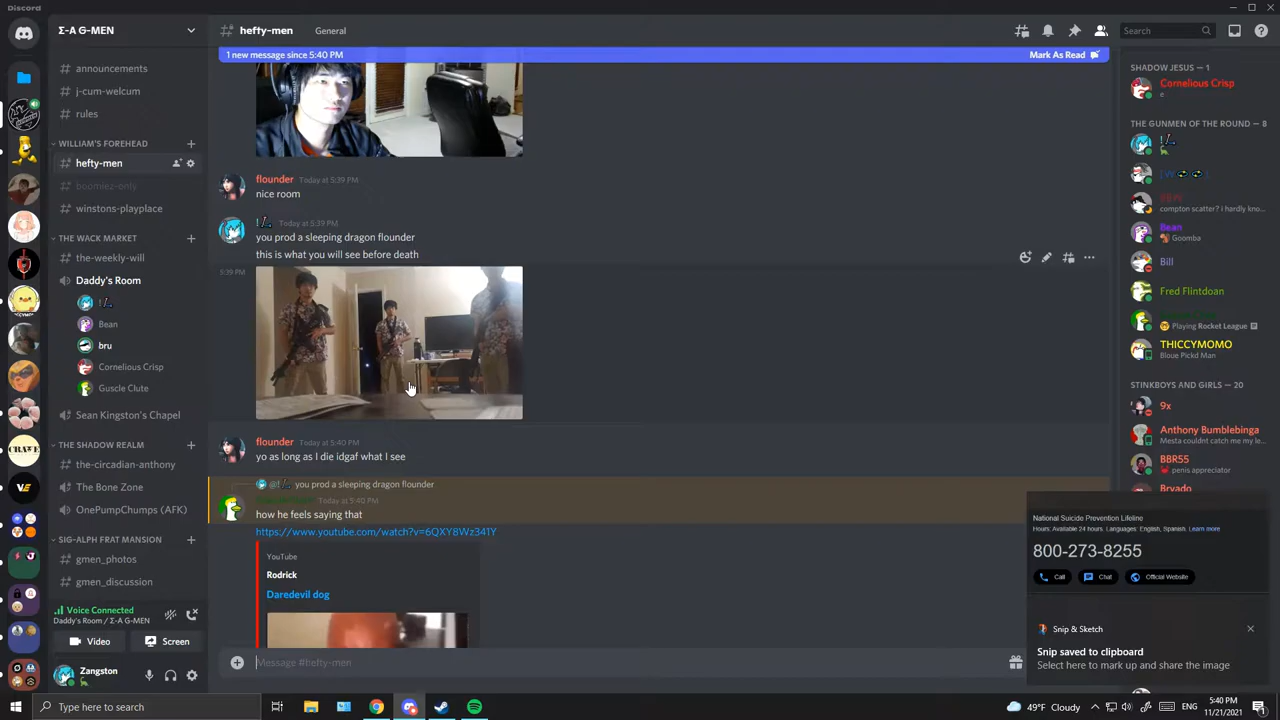 Discord
Σ-A G-MEN
hefty-men
General
Search
1 new message since 5:40 PM
Mark As Read
announcements
j-cum-welcum
rules
WILLIAM'S FOREHEAD
hefty-men
boomiez-only
winstons-playplace
THE WACK MARKET
the-weekly-will
Daddy's Room
Bean
bru
Cornelious Crisp
Guscle Clute
Sean Kingston's Chapel
THE SHADOW REALM
the-circadian-anthony
The Bone Zone
OnePumpChumps (AFK)
SIG-ALPH FRAT MANSION
gmen_photos
gmen_discussion
Voice Connected
Daddy's Room / Σ-A G-MEN
Video
Screen
Zangston
flounder Today at 5:39 PM
nice room
Today at 5:39 PM
you prod a sleeping dragon flounder
this is what you will see before death
5:39 PM
flounder Today at 5:40 PM
yo as long as I die idgaf what I see
you prod a sleeping dragon flounder
Today at 5:40 PM
how he feels saying that
https://www.youtube.com/watch?v=6QXY8Wz341Y
YouTube
Rodrick
Daredevil dog
Message #hefty-men
SHADOW JESUS — 1
Cornelious Crisp
e
THE GUNMEN OF THE ROUND — 8
compton scatter? i hardly kno...
Bean
Goomba
Bill
Fred Flintdoan
Playing Rocket League
THICCYMOMO
Bloue Pickd Man
STINKBOYS AND GIRLS — 20
9x
Anthony Bumblebinga
Mesta couldnt catch me my le...
BBR55
penis appreciator
Bryado
National Suicide Prevention Lifeline
Hours: Available 24 hours. Languages: English, Spanish. Learn more
800-273-8255
Call
Chat
Official Website
Snip & Sketch
Snip saved to clipboard
Select here to mark up and share the image
Type here to search
49°F Cloudy
ENG
5:40 PM
11/21/2021